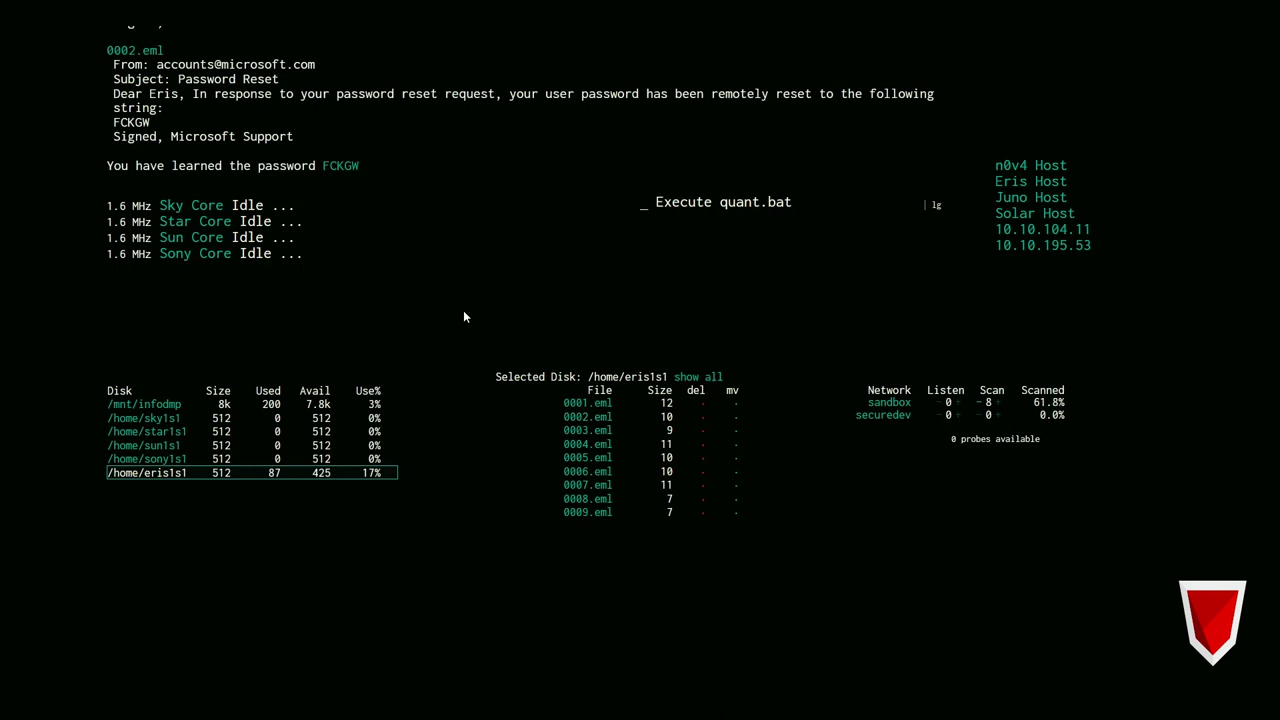 0002.eml
From: accounts@microsoft.com
Subject: Password Reset
Dear Eris, In response to your password reset request, your user password has been remotely reset to the following
string:
FCKGW
Signed, Microsoft Support
You have learned the password FCKGW
1.6 MHz Sky Core Idle ...
1.6 MHz Star Core Idle ...
1.6 MHz Sun Core Idle ...
1.6 MHz Sony Core Idle ...
_ Execute quant.bat
| lg
n0v4 Host
Eris Host
Juno Host
Solar Host
10.10.104.11
10.10.195.53
Disk Size Used Avail Use%
/mnt/infodmp 8k 200 7.8k 3%
/home/sky1s1 512 0 512 0%
/home/star1s1 512 0 512 0%
/home/sun1s1 512 0 512 0%
/home/sony1s1 512 0 512 0%
/home/eris1s1 512 87 425 17%
Selected Disk: /home/eris1s1 show all
File Size del mv
0001.eml 12 . .
0002.eml 10 . .
0003.eml 9 . .
0004.eml 11 . .
0005.eml 10 . .
0006.eml 10 . .
0007.eml 11 . .
0008.eml 7 . .
0009.eml 7 . .
Network Listen Scan Scanned
sandbox - 0 + - 8 + 61.8%
securedev - 0 + - 0 + 0.0%
0 probes available